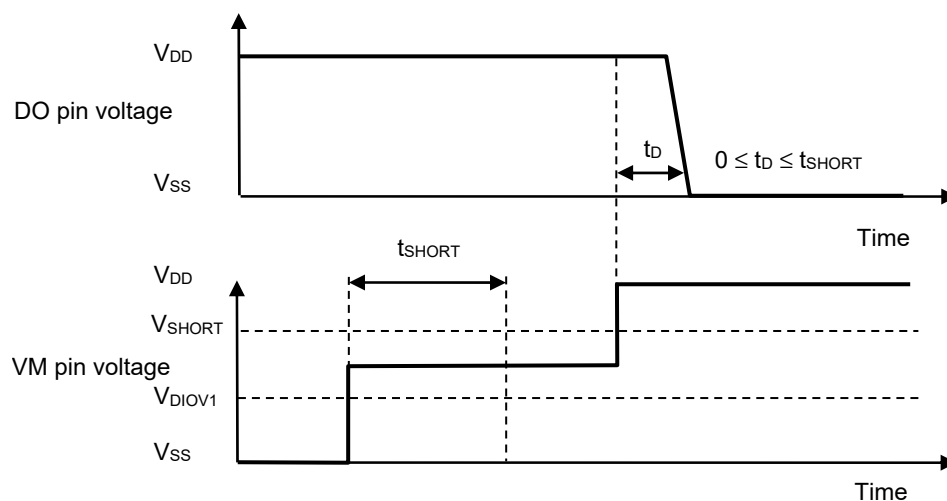 VDD
DO pin voltage
tD
0 ≤ tD ≤ tSHORT
VSS
Time
tSHORT
VDD
VSHORT
VM pin voltage
VDIOV1
VSS
Time